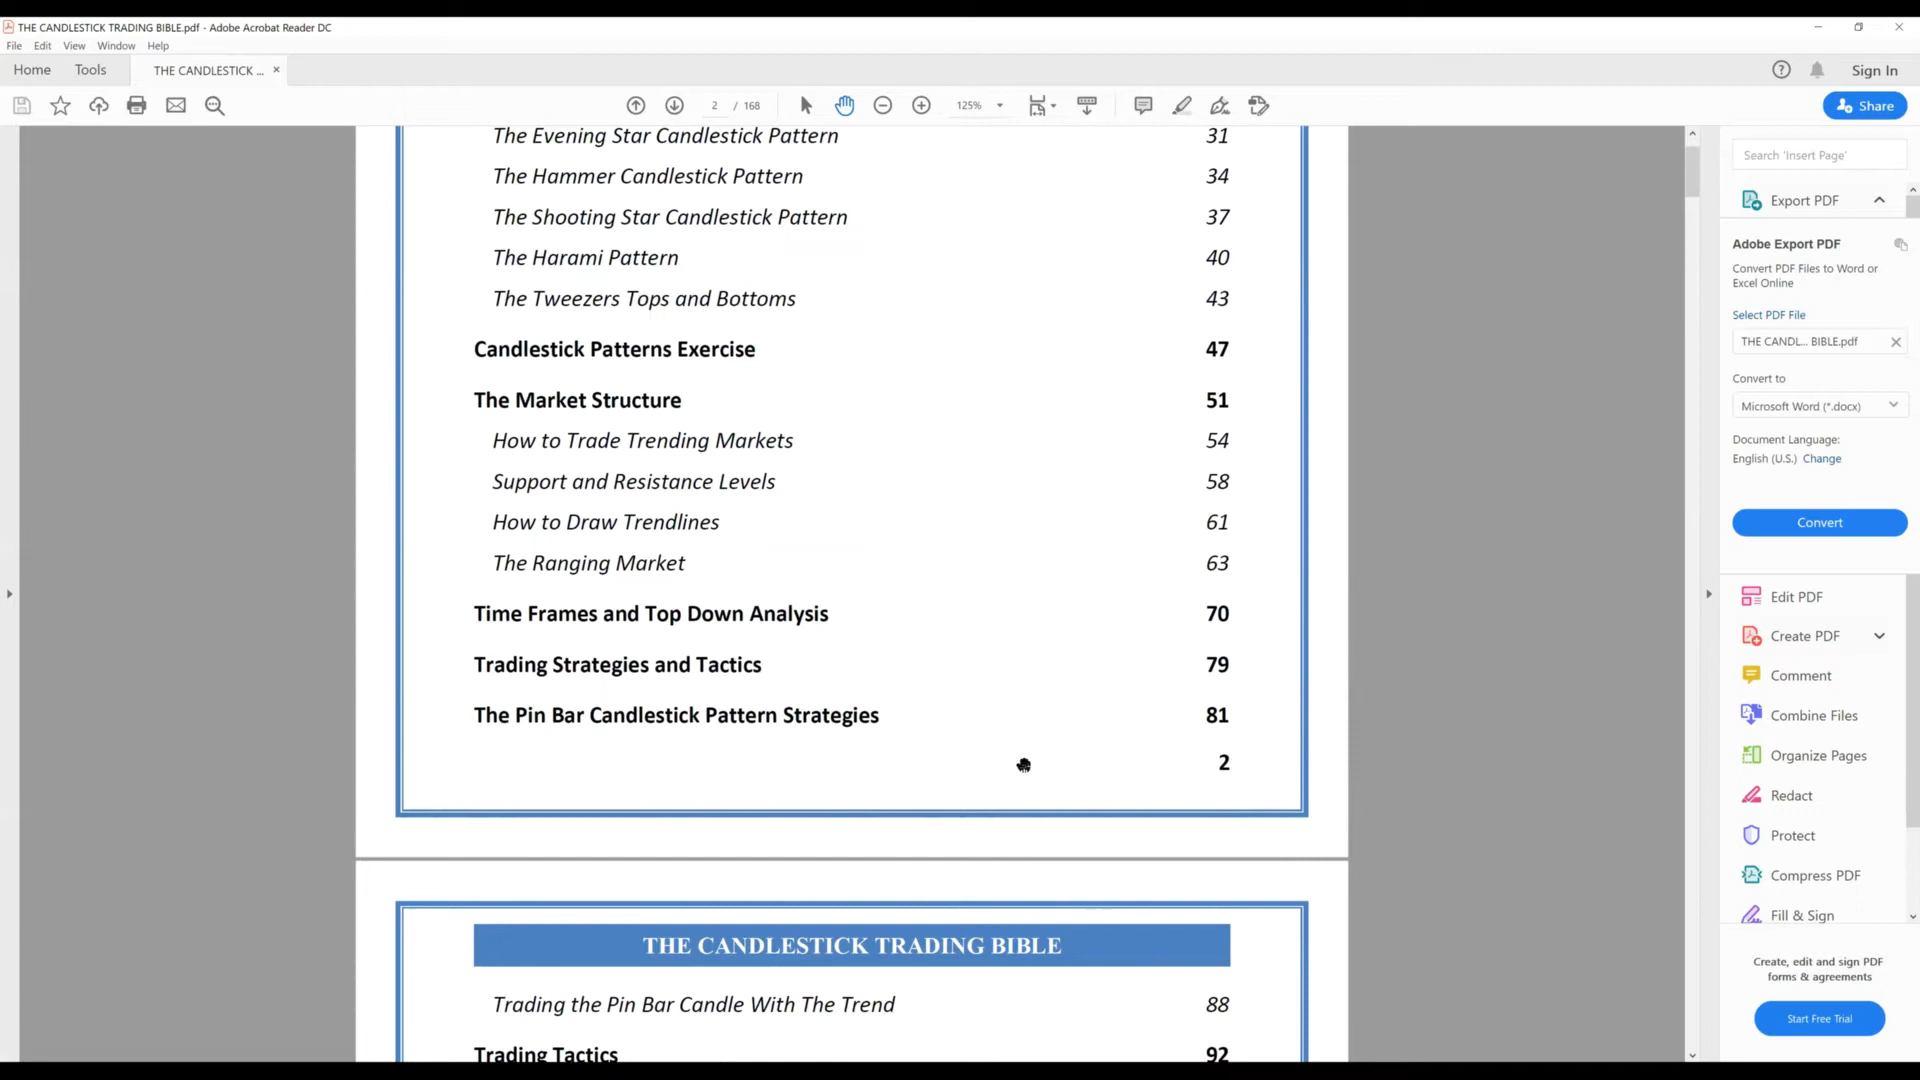 THE CANDLESTICK TRADING BIBLE.pdf - Adobe Acrobat Reader DC
File Edit View Window Help
Home Tools THE CANDLESTICK ... × Sign In
2 / 168 125% Share
The Evening Star Candlestick Pattern 31
The Hammer Candlestick Pattern 34
The Shooting Star Candlestick Pattern 37
The Harami Pattern 40
The Tweezers Tops and Bottoms 43
Candlestick Patterns Exercise 47
The Market Structure 51
How to Trade Trending Markets 54
Support and Resistance Levels 58
How to Draw Trendlines 61
The Ranging Market 63
Time Frames and Top Down Analysis 70
Trading Strategies and Tactics 79
The Pin Bar Candlestick Pattern Strategies 81
2
THE CANDLESTICK TRADING BIBLE
Trading the Pin Bar Candle With The Trend 88
Trading Tactics 92
Search 'Insert Page'
Export PDF
Adobe Export PDF
Convert PDF Files to Word or
Excel Online
Select PDF File
THE CANDL... BIBLE.pdf
Convert to
Microsoft Word (*.docx)
Document Language:
English (U.S.) Change
Convert
Edit PDF
Create PDF
Comment
Combine Files
Organize Pages
Redact
Protect
Compress PDF
Fill & Sign
Create, edit and sign PDF
forms & agreements
Start Free Trial